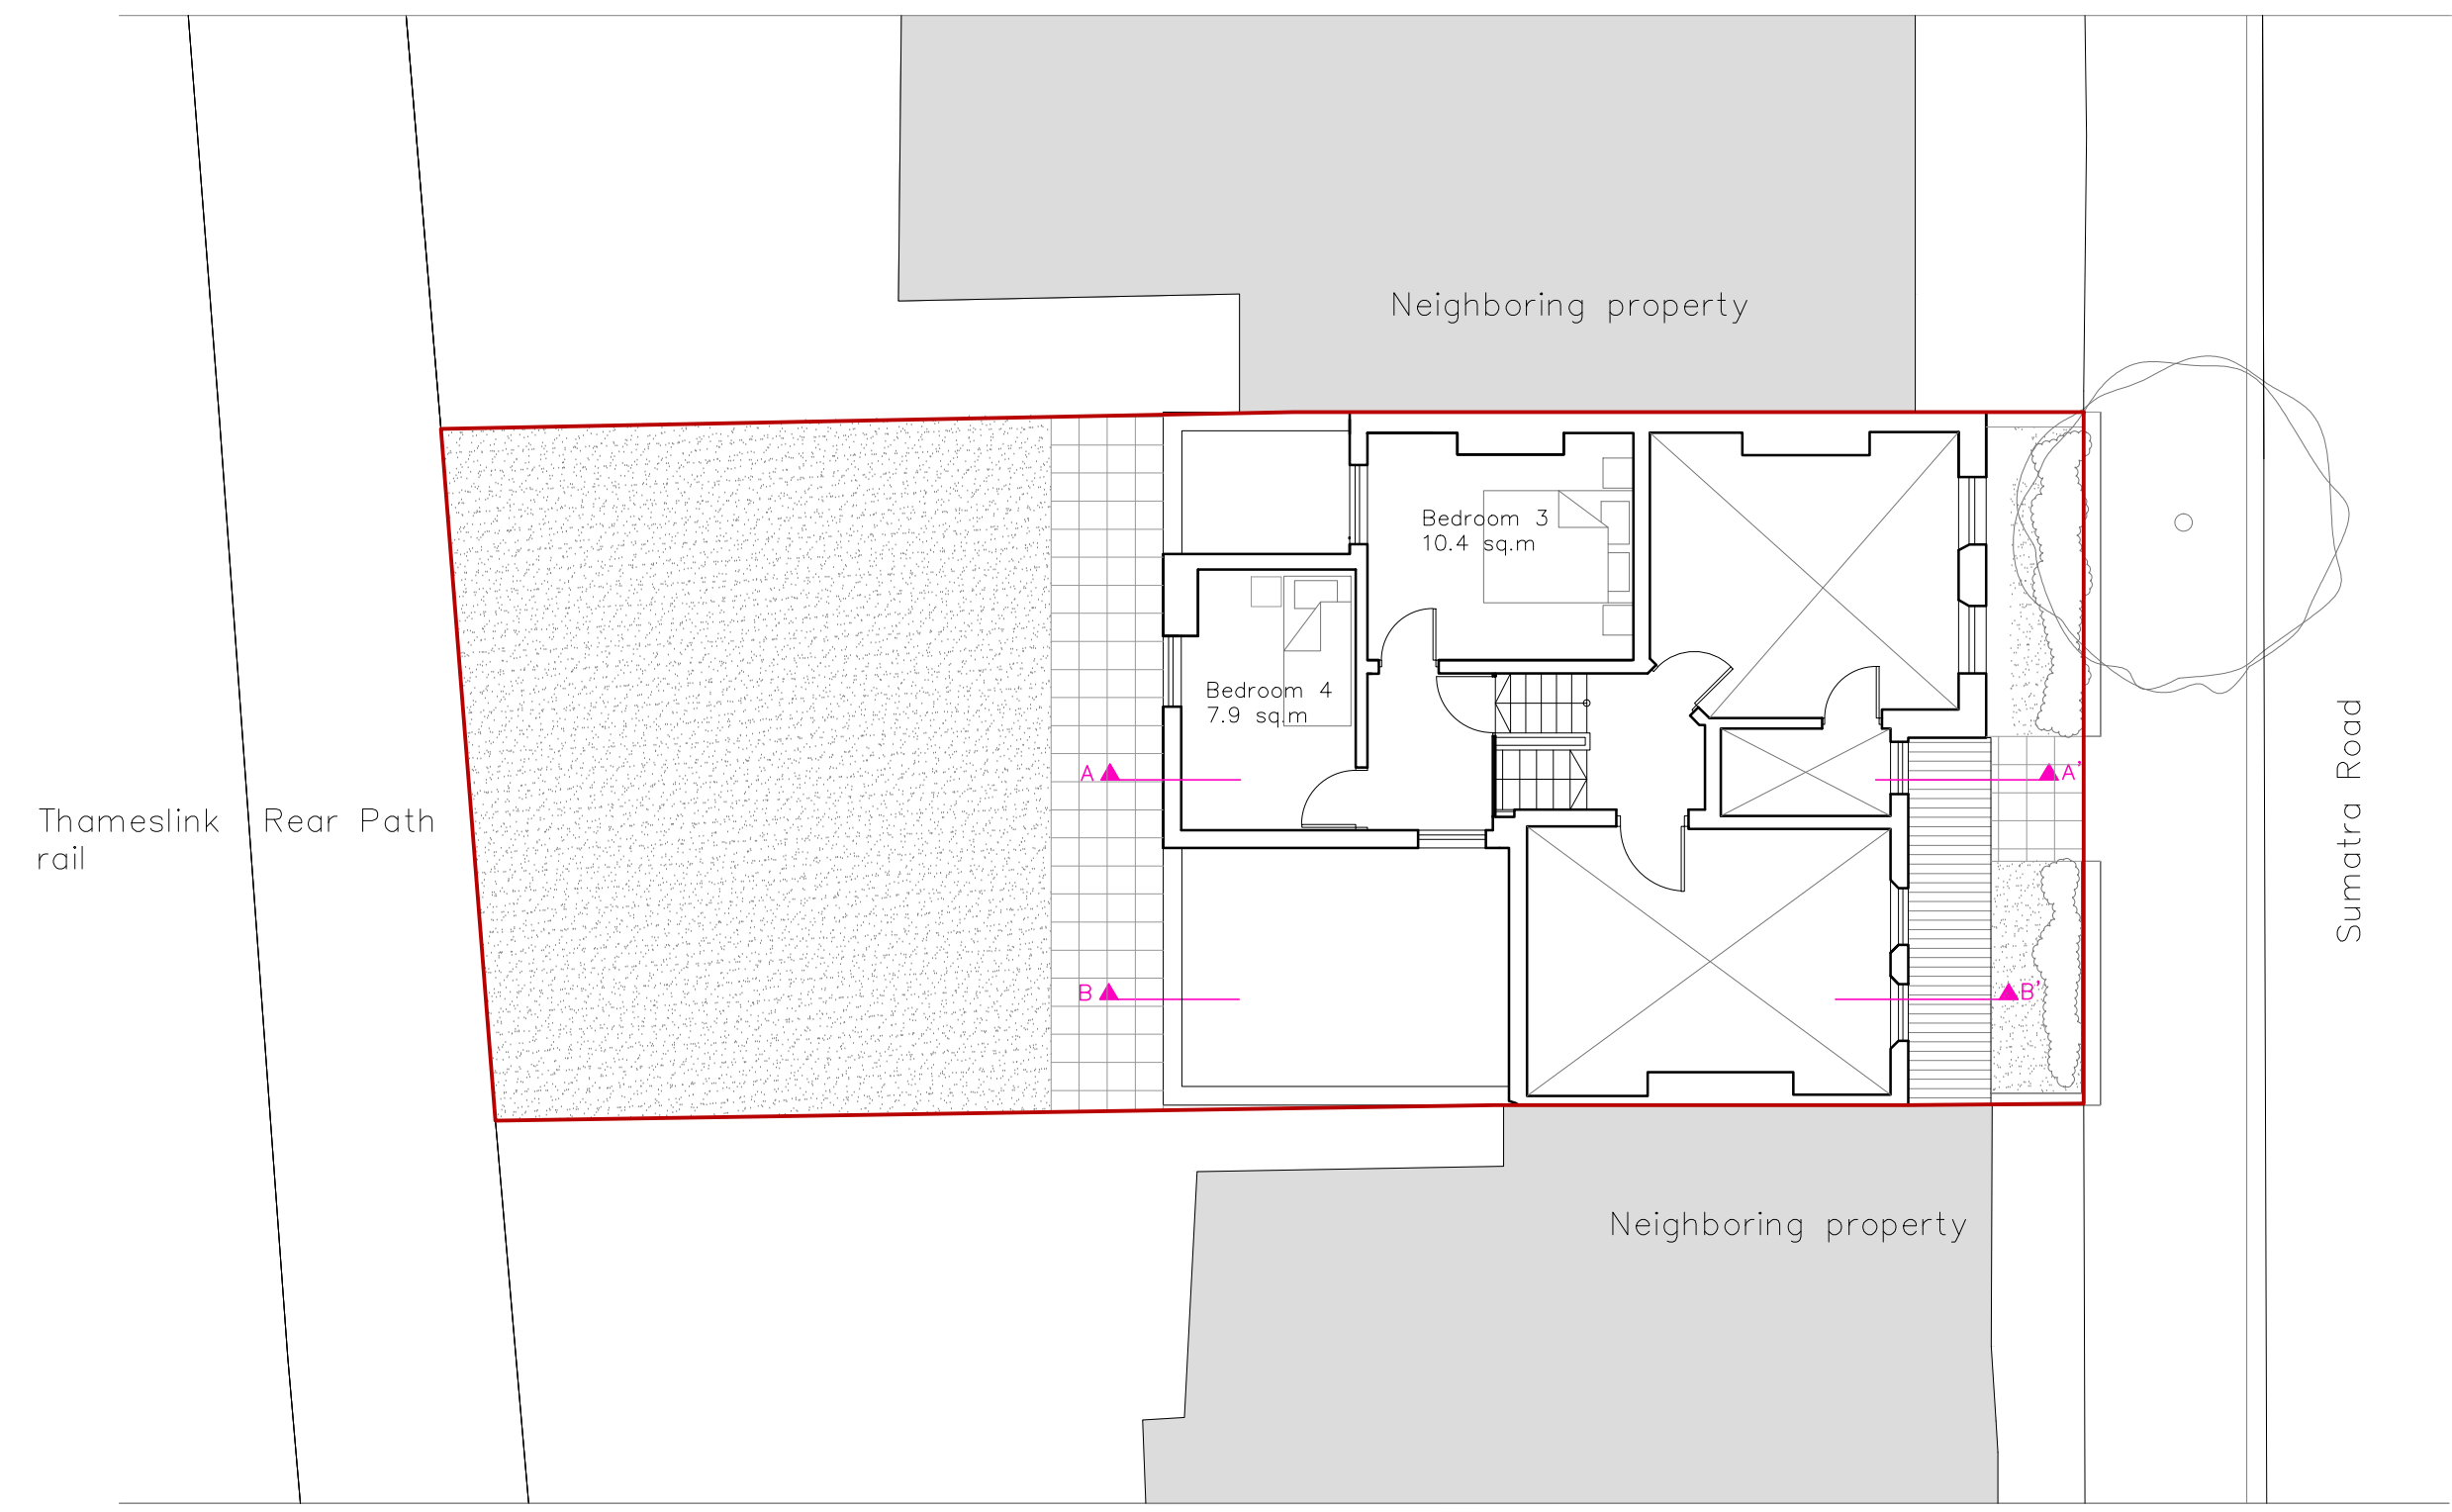 Neighboring property
Bedroom 3
10.4 sq.m
Bedroom 4
7.9 sq.m
A
A'
Thameslink
rail
Rear Path
Sumatra Road
B
B'
Neighboring property